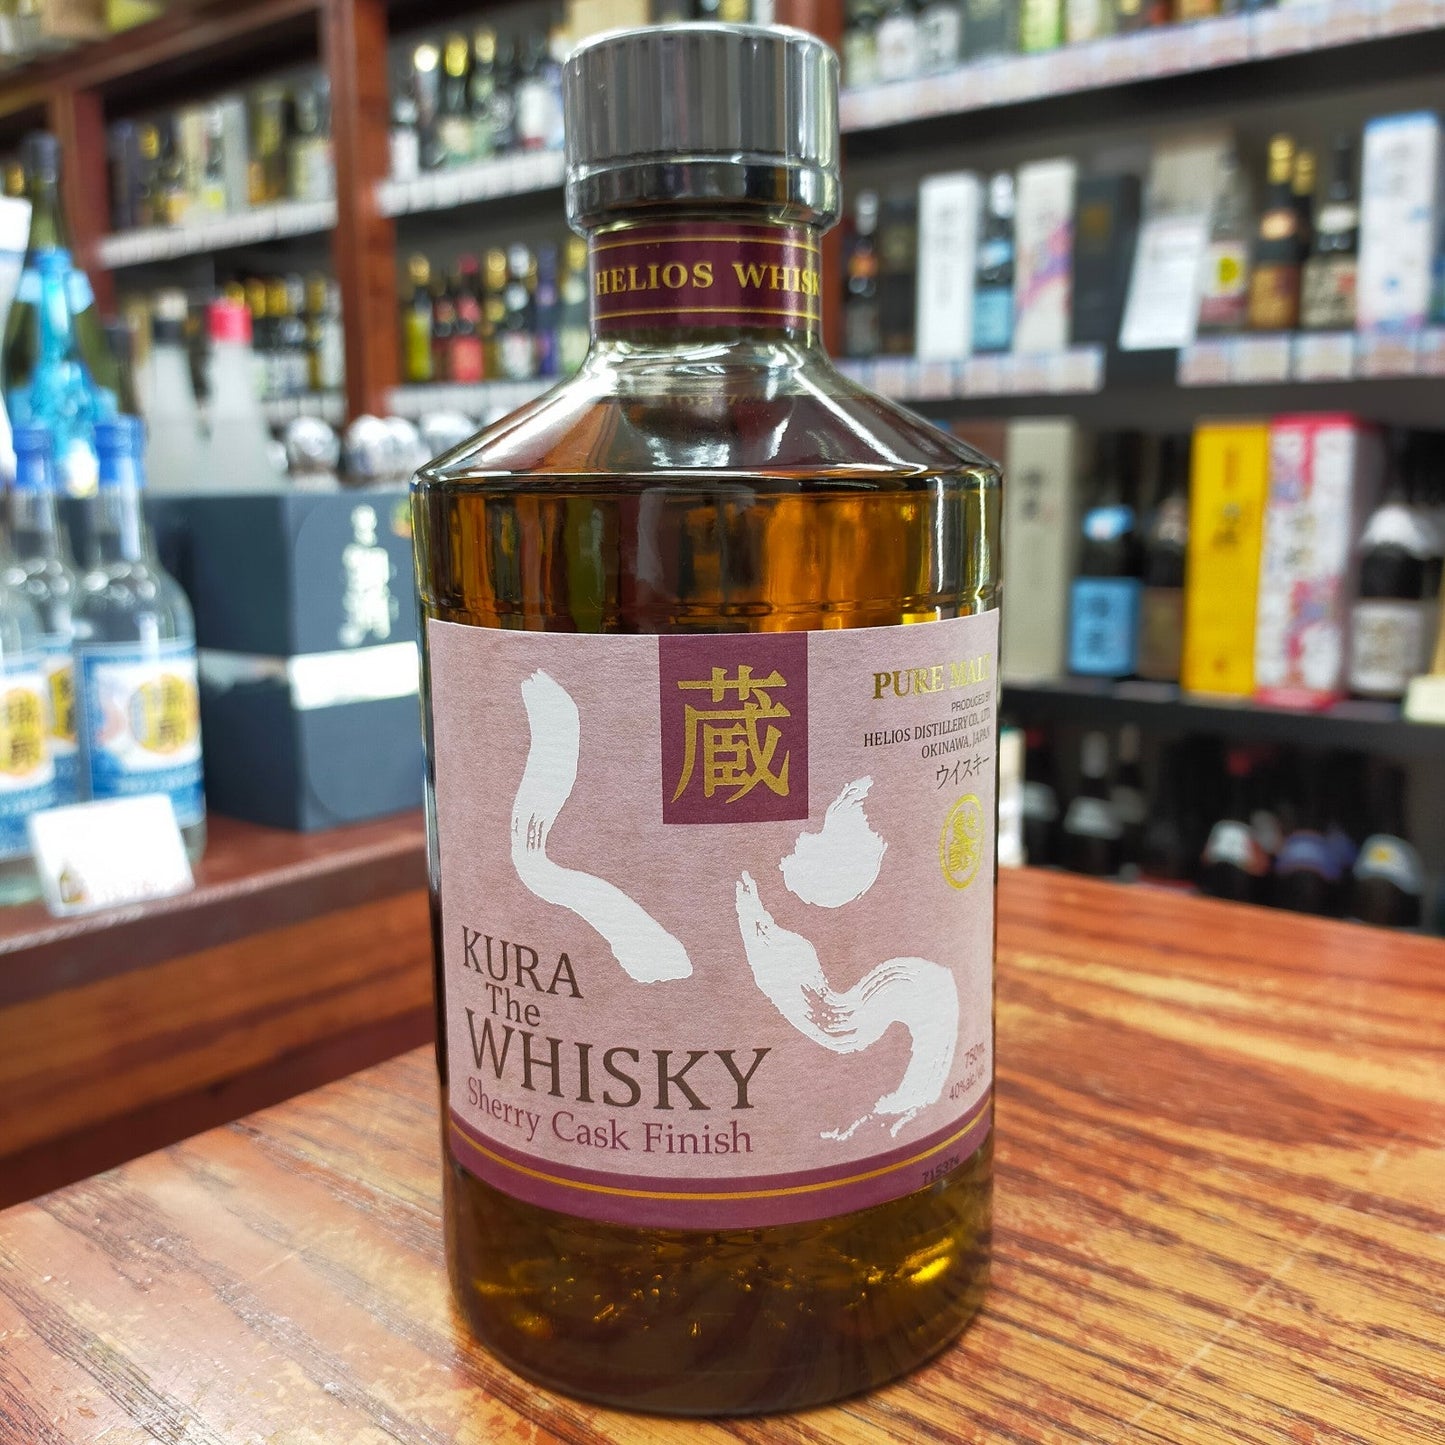 HELIOS WHISK
蔵
PURE MALT
PRODUCED BY
HELIOS DISTILLERY CO., LTD.
OKINAWA, JAPAN
ウイスキー
くら
KURA
The
WHISKY
Sherry Cask Finish
750mL
40%alc./vol.